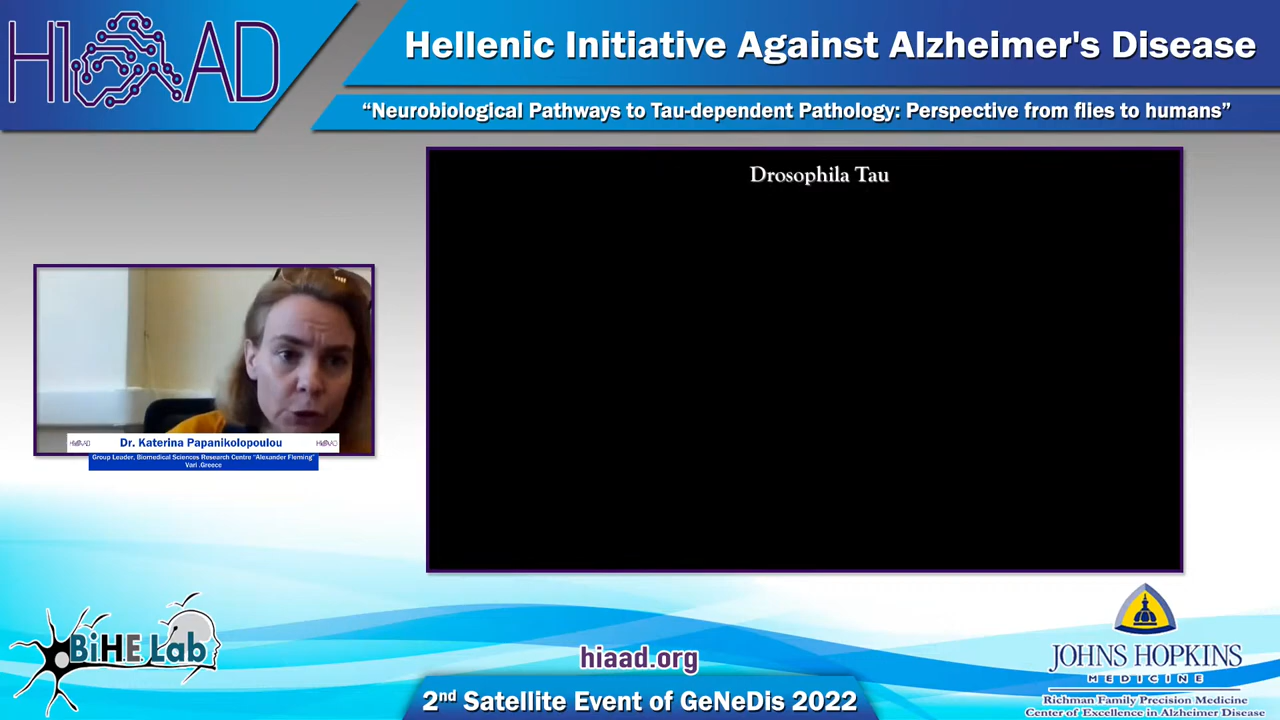 HIAAD
Hellenic Initiative Against Alzheimer's Disease
“Neurobiological Pathways to Tau-dependent Pathology: Perspective from flies to humans”
Drosophila Tau
HIAAD
Dr. Katerina Papanikolopoulou
HIAAD
Group Leader, Biomedical Sciences Research Centre "Alexander Fleming"
Vari .Greece
BiHE Lab
hiaad.org
2nd Satellite Event of GeNeDis 2022
JOHNS HOPKINS
MEDICINE
Richman Family Precision Medicine
Center of Excellence in Alzheimer Disease